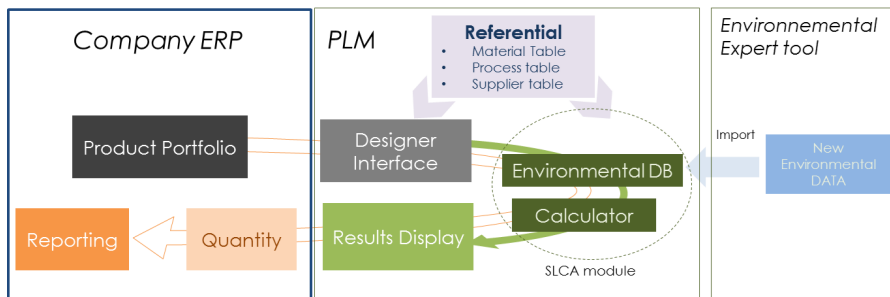 Company ERP
Product Portfolio
Reporting
Quantity
PLM
Referential
• Material Table
• Process table
• Supplier table
Designer
Interface
Environmental DB
Calculator
Results Display
SLCA module
Environnemental
Expert tool
Import
New
Environmental
DATA